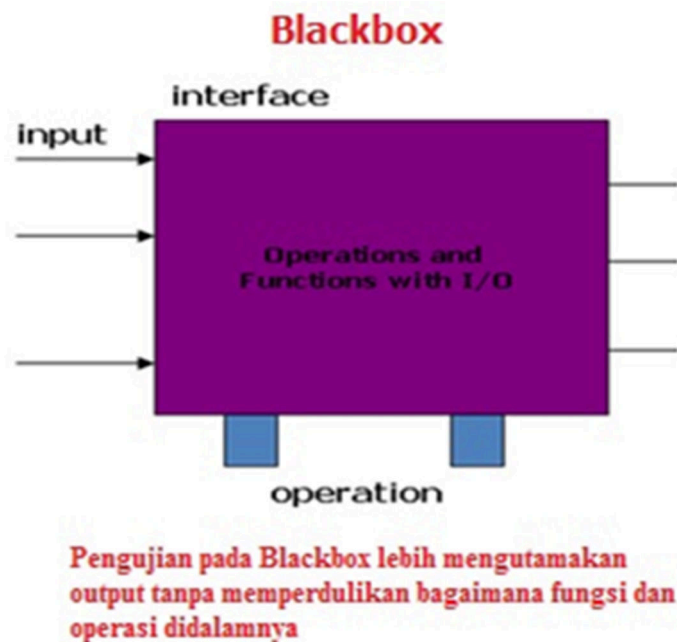 Blackbox
interface
input
Operations and
Functions with I/O
operation
Pengujian pada Blackbox lebih mengutamakan
output tanpa memperdulikan bagaimana fungsi dan
operasi didalamnya